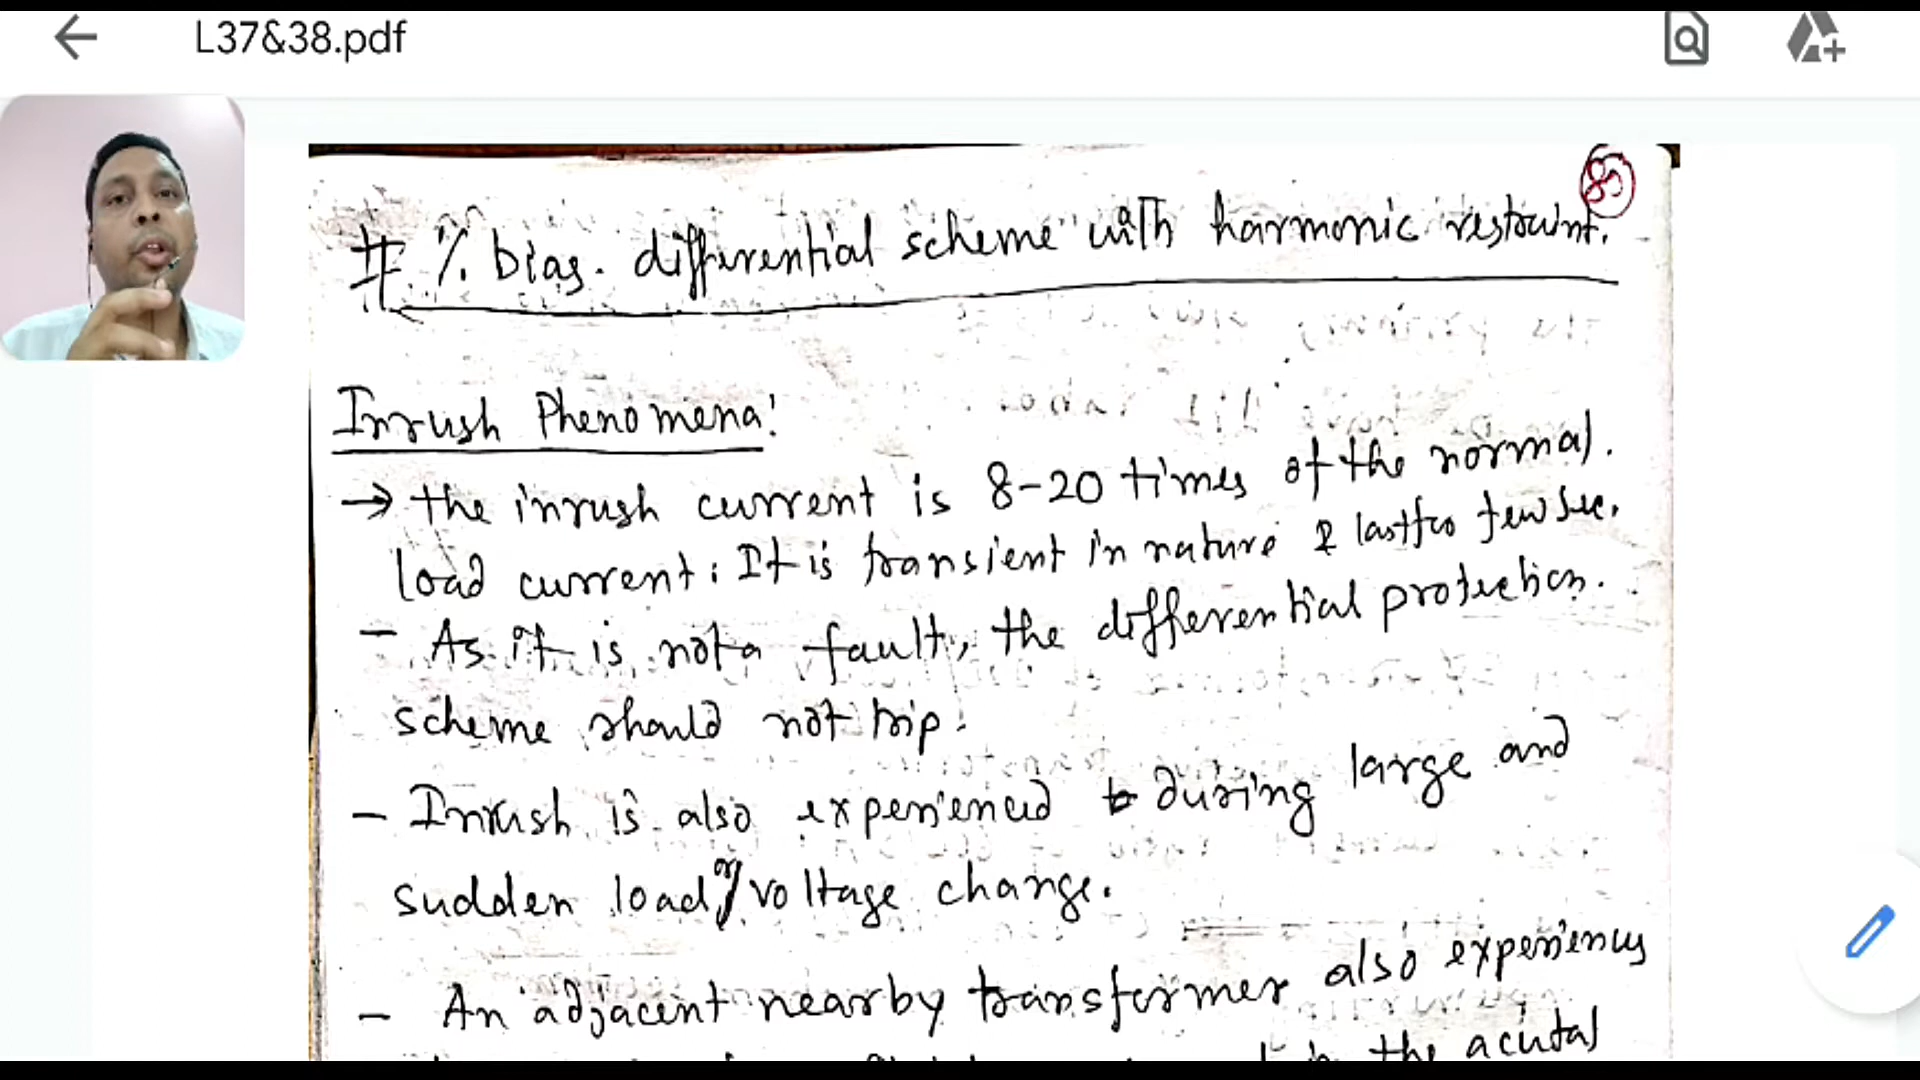 L37&38.pdf
85
# % bias. differential scheme with harmonic restraint.
Inrush Phenomena:
→ the inrush current is 8-20 times of the normal.
load current. It is transient in nature & last for few sec.
- As it is not a fault, the differential protection.
scheme should not trip.
- Inrush is also experienced during large and
sudden load or/ voltage change.
- An adjacent nearby transformer also experiences
in the acutal